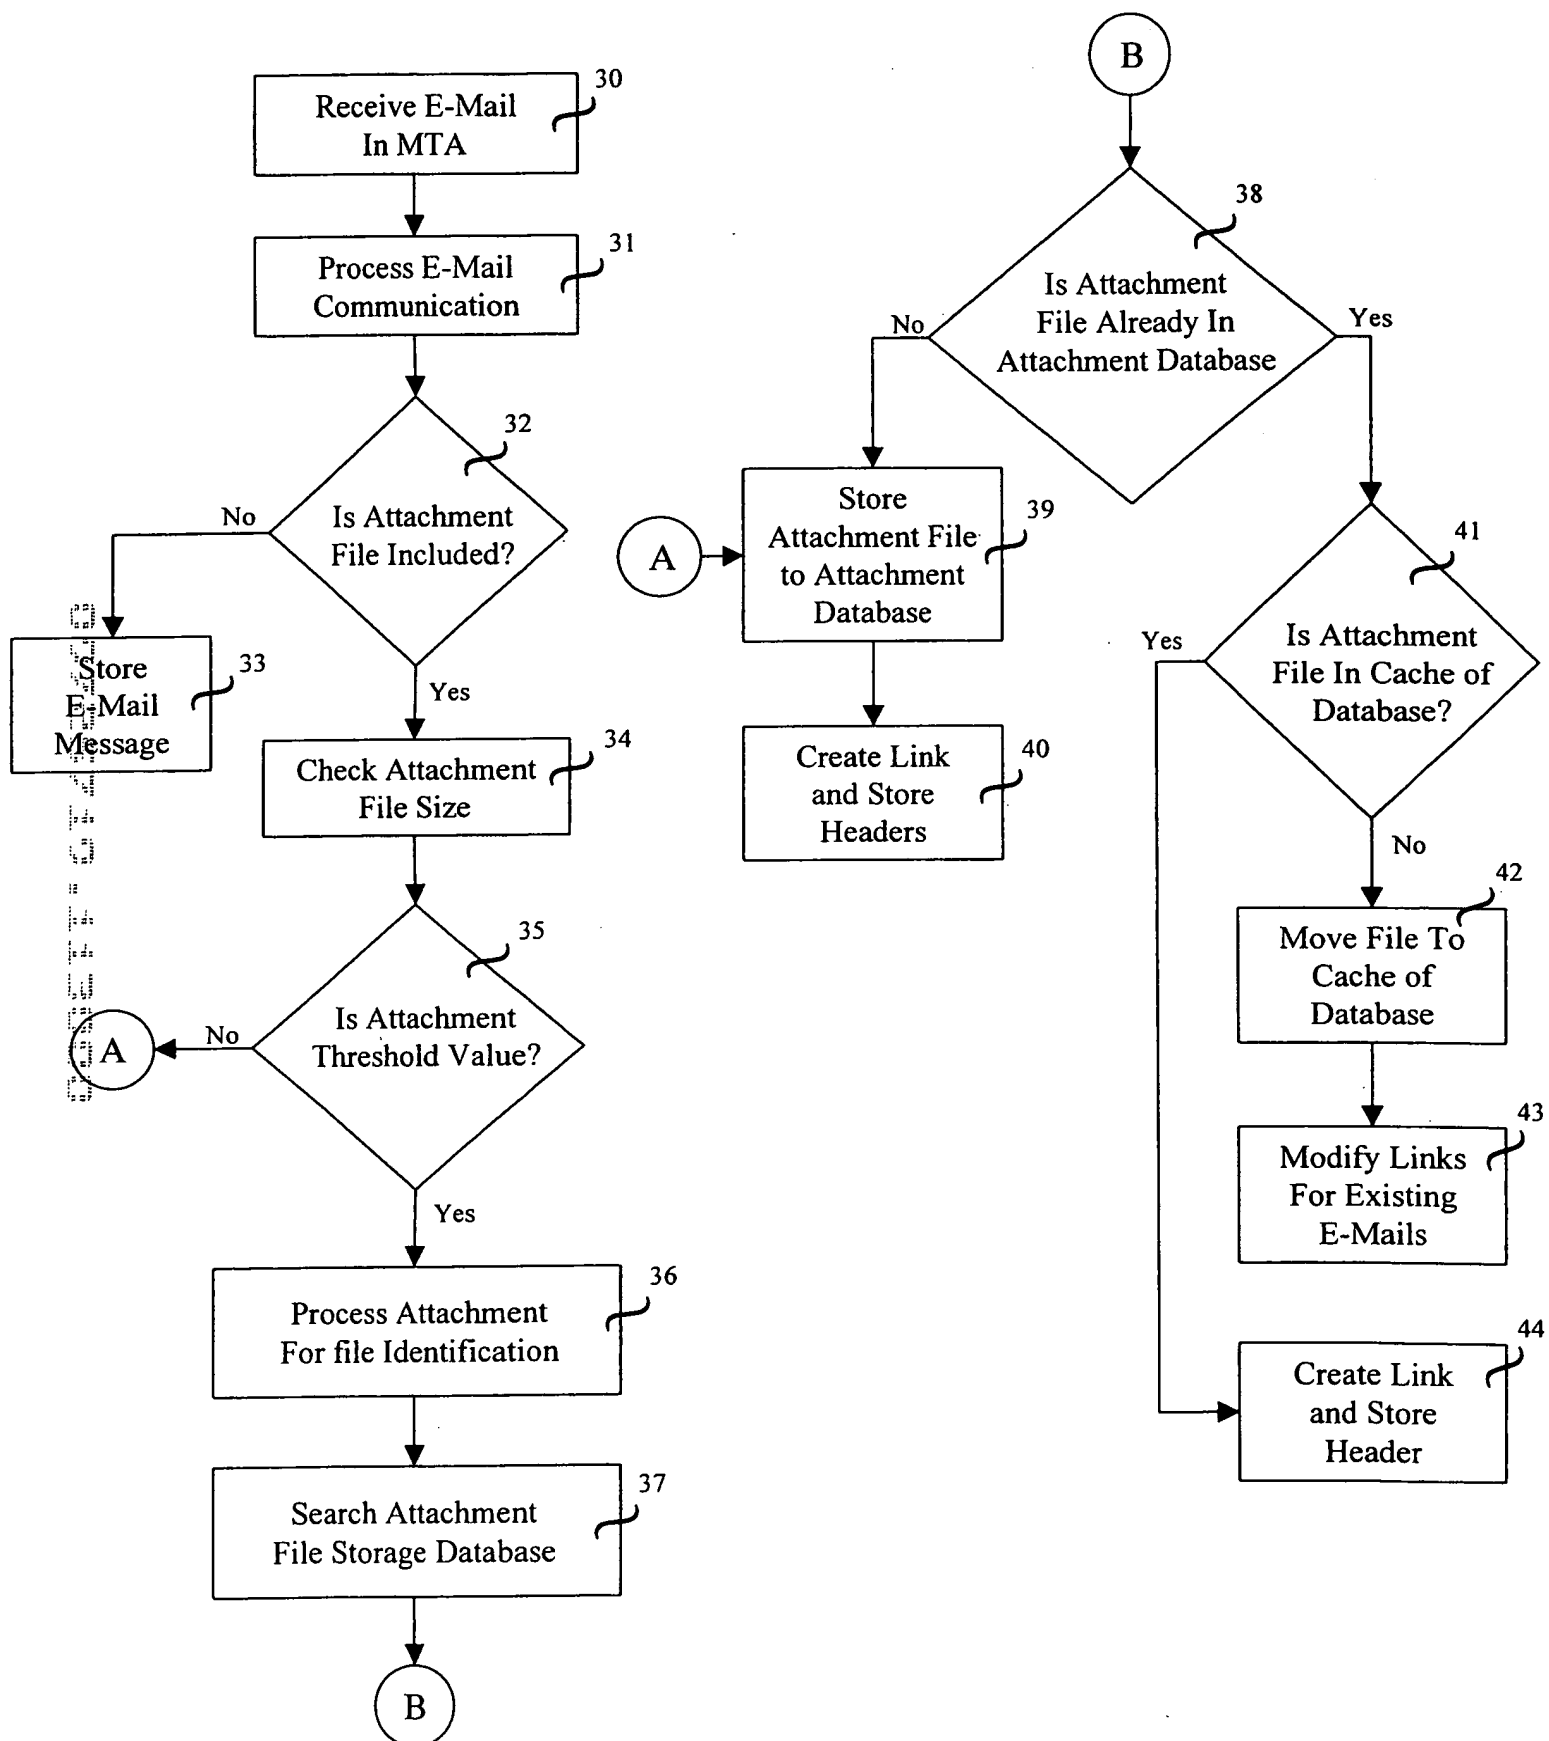 30
Receive E-Mail
In MTA
31
Process E-Mail
Communication
32
Is Attachment
File Included?
No
Yes
33
Store
E-Mail
Message
34
Check Attachment
File Size
35
Is Attachment
Threshold Value?
No
A
Yes
36
Process Attachment
For file Identification
37
Search Attachment
File Storage Database
B
B
38
Is Attachment
File Already In
Attachment Database
No
Yes
A
39
Store
Attachment File
to Attachment
Database
40
Create Link
and Store
Headers
41
Is Attachment
File In Cache of
Database?
Yes
No
42
Move File To
Cache of
Database
43
Modify Links
For Existing
E-Mails
44
Create Link
and Store
Header